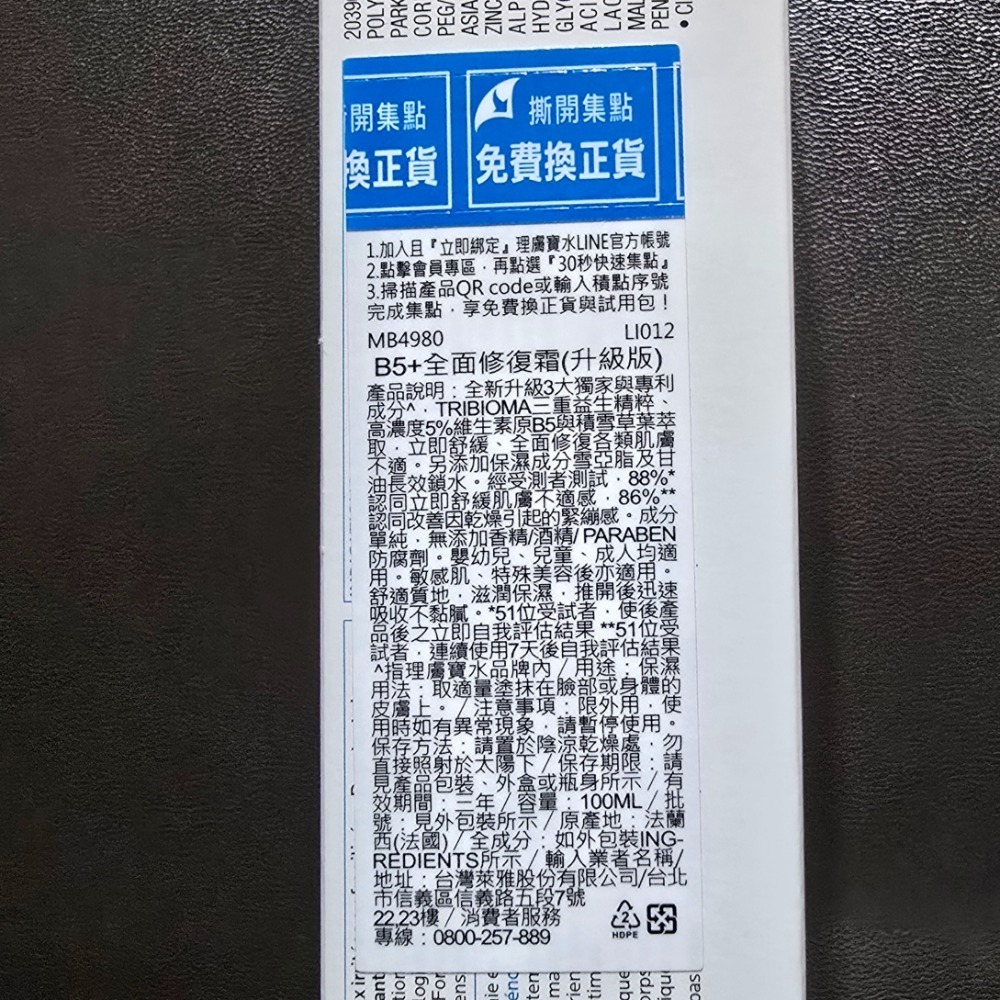 撕開集點
免費換正貨
開集點
換正貨
1.加入且『立即綁定』理膚寶水LINE官方帳號
2.點擊會員專區，再點選『30秒快速集點』
3.掃描產品QR code或輸入積點序號
完成集點，享免費換正貨與試用包！
MB4980 LI012
B5+全面修復霜(升級版)
產品說明：全新升級3大獨家與專利
成分^，TRIBIOMA三重益生精粹、
高濃度5%維生素原B5與積雪草葉萃
取，立即舒緩、全面修復各類肌膚
不適。另添加保濕成分雪亞脂及甘
油長效鎖水。經受測者測試，88%*
認同立即舒緩肌膚不適感，86%**
認同改善因乾燥引起的緊繃感。成分
單純，無添加香精/酒精/ PARABEN
防腐劑。嬰幼兒、兒童、成人均適
用。敏感肌、特殊美容後亦適用。
舒適質地，滋潤保濕，推開後迅速
吸收不黏膩。*51位受試者，使後產
品後之立即自我評估結果 **51位受
試者，連續使用7天後自我評估結果
^指理膚寶水品牌內／用途：保濕
用法：取適量塗抹在臉部或身體的
皮膚上。／注意事項：限外用，使
用時如有異常現象，請暫停使用。
保存方法：請置於陰涼乾燥處，勿
直接照射於太陽下／保存期限：請
見產品包裝、外盒或瓶身所示／有
效期間：三年／容量：100ML／批
號：見外包裝所示／原產地：法蘭
西(法國)／全成分：如外包裝ING-
REDIENTS所示／輸入業者名稱/
地址：台灣萊雅股份有限公司/台北
市信義區信義路五段7號
22,23樓／消費者服務
專線：0800-257-889
2
HDPE
2039
POLY
PARK
COR
PEG/
ASIA
ZINC
ALP
HYD
GLY
ACI
LAC
MAL
PEN